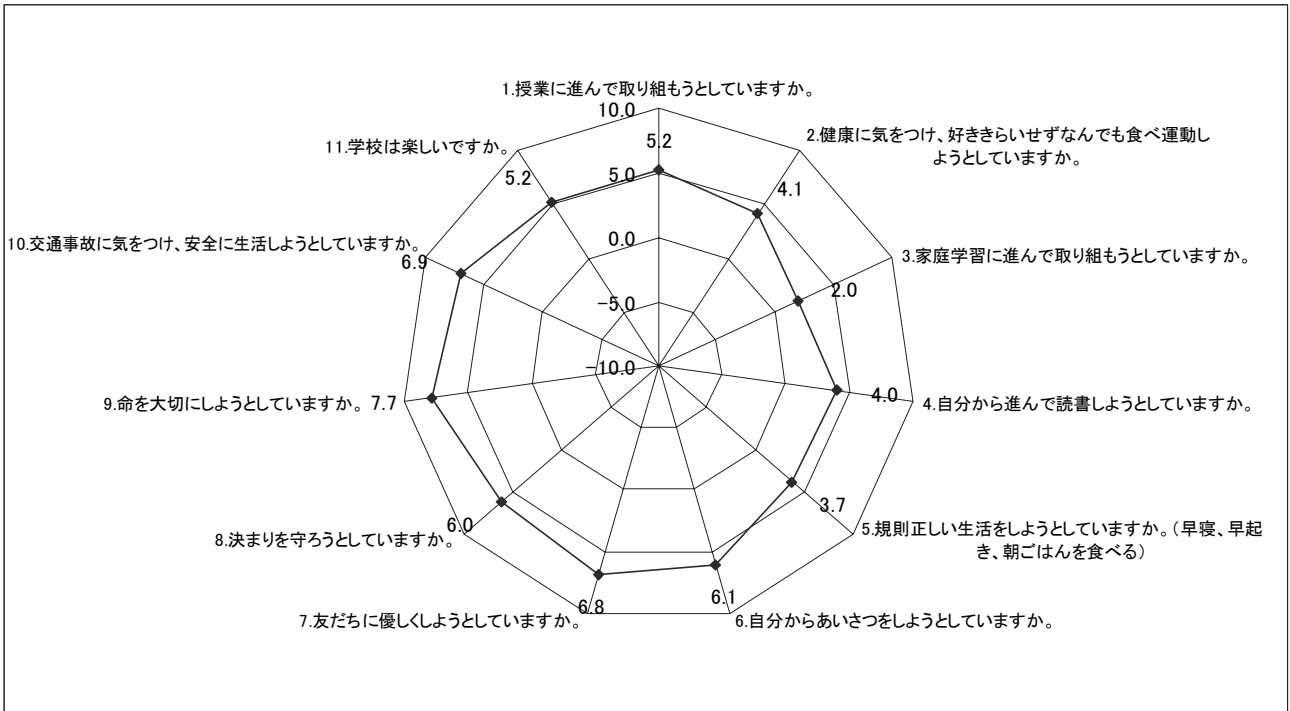 1.授業に進んで取り組もうとしていますか。
10.0
5.2
5.0
0.0
−5.0
−10.0
2.健康に気をつけ、好ききらいせずなんでも食べ運動し
ようとしていますか。
4.1
3.家庭学習に進んで取り組もうとしていますか。
2.0
4.自分から進んで読書しようとしていますか。
4.0
5.規則正しい生活をしようとしていますか。（早寝、早起
き、朝ごはんを食べる）
3.7
6.自分からあいさつをしようとしていますか。
6.1
7.友だちに優しくしようとしていますか。
6.8
8.決まりを守ろうとしていますか。
6.0
9.命を大切にしようとしていますか。
7.7
10.交通事故に気をつけ、安全に生活しようとしていますか。
6.9
11.学校は楽しいですか。
5.2